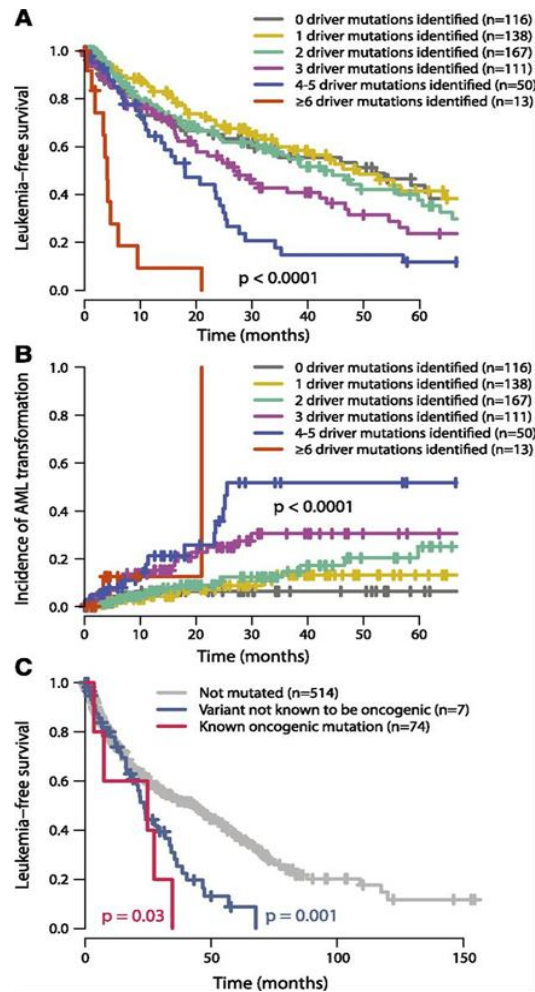 A
0 driver mutations identified (n=116)
1 driver mutations identified (n=138)
2 driver mutations identified (n=167)
3 driver mutations identified (n=111)
4-5 driver mutations identified (n=50)
≥6 driver mutations identified (n=13)
Leukemia-free survival
1.0
0.8
0.6
0.4
0.2
0.0
p < 0.0001
0 10 20 30 40 50 60
Time (months)
B
0 driver mutations identified (n=116)
1 driver mutations identified (n=138)
2 driver mutations identified (n=167)
3 driver mutations identified (n=111)
4-5 driver mutations identified (n=50)
≥6 driver mutations identified (n=13)
Incidence of AML transformation
1.0
0.8
0.6
0.4
0.2
0.0
p < 0.0001
0 10 20 30 40 50 60
Time (months)
C
Not mutated (n=514)
Variant not known to be oncogenic (n=7)
Known oncogenic mutation (n=74)
Leukemia-free survival
1.0
0.8
0.6
0.4
0.2
0.0
p = 0.03
p = 0.001
0 50 100 150
Time (months)